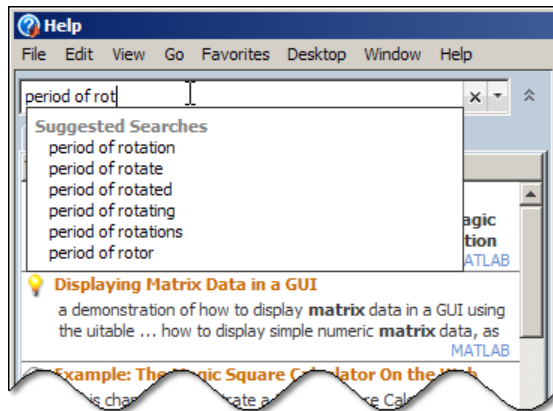 Help
File Edit View Go Favorites Desktop Window Help
period of rot
Suggested Searches
period of rotation
period of rotate
period of rotated
period of rotating
period of rotations
period of rotor
agic
tion
ATLAB
Displaying Matrix Data in a GUI
a demonstration of how to display matrix data in a GUI using
the uitable ... how to display simple numeric matrix data, as
MATLAB
Example: The Magic Square Calculator On the Web